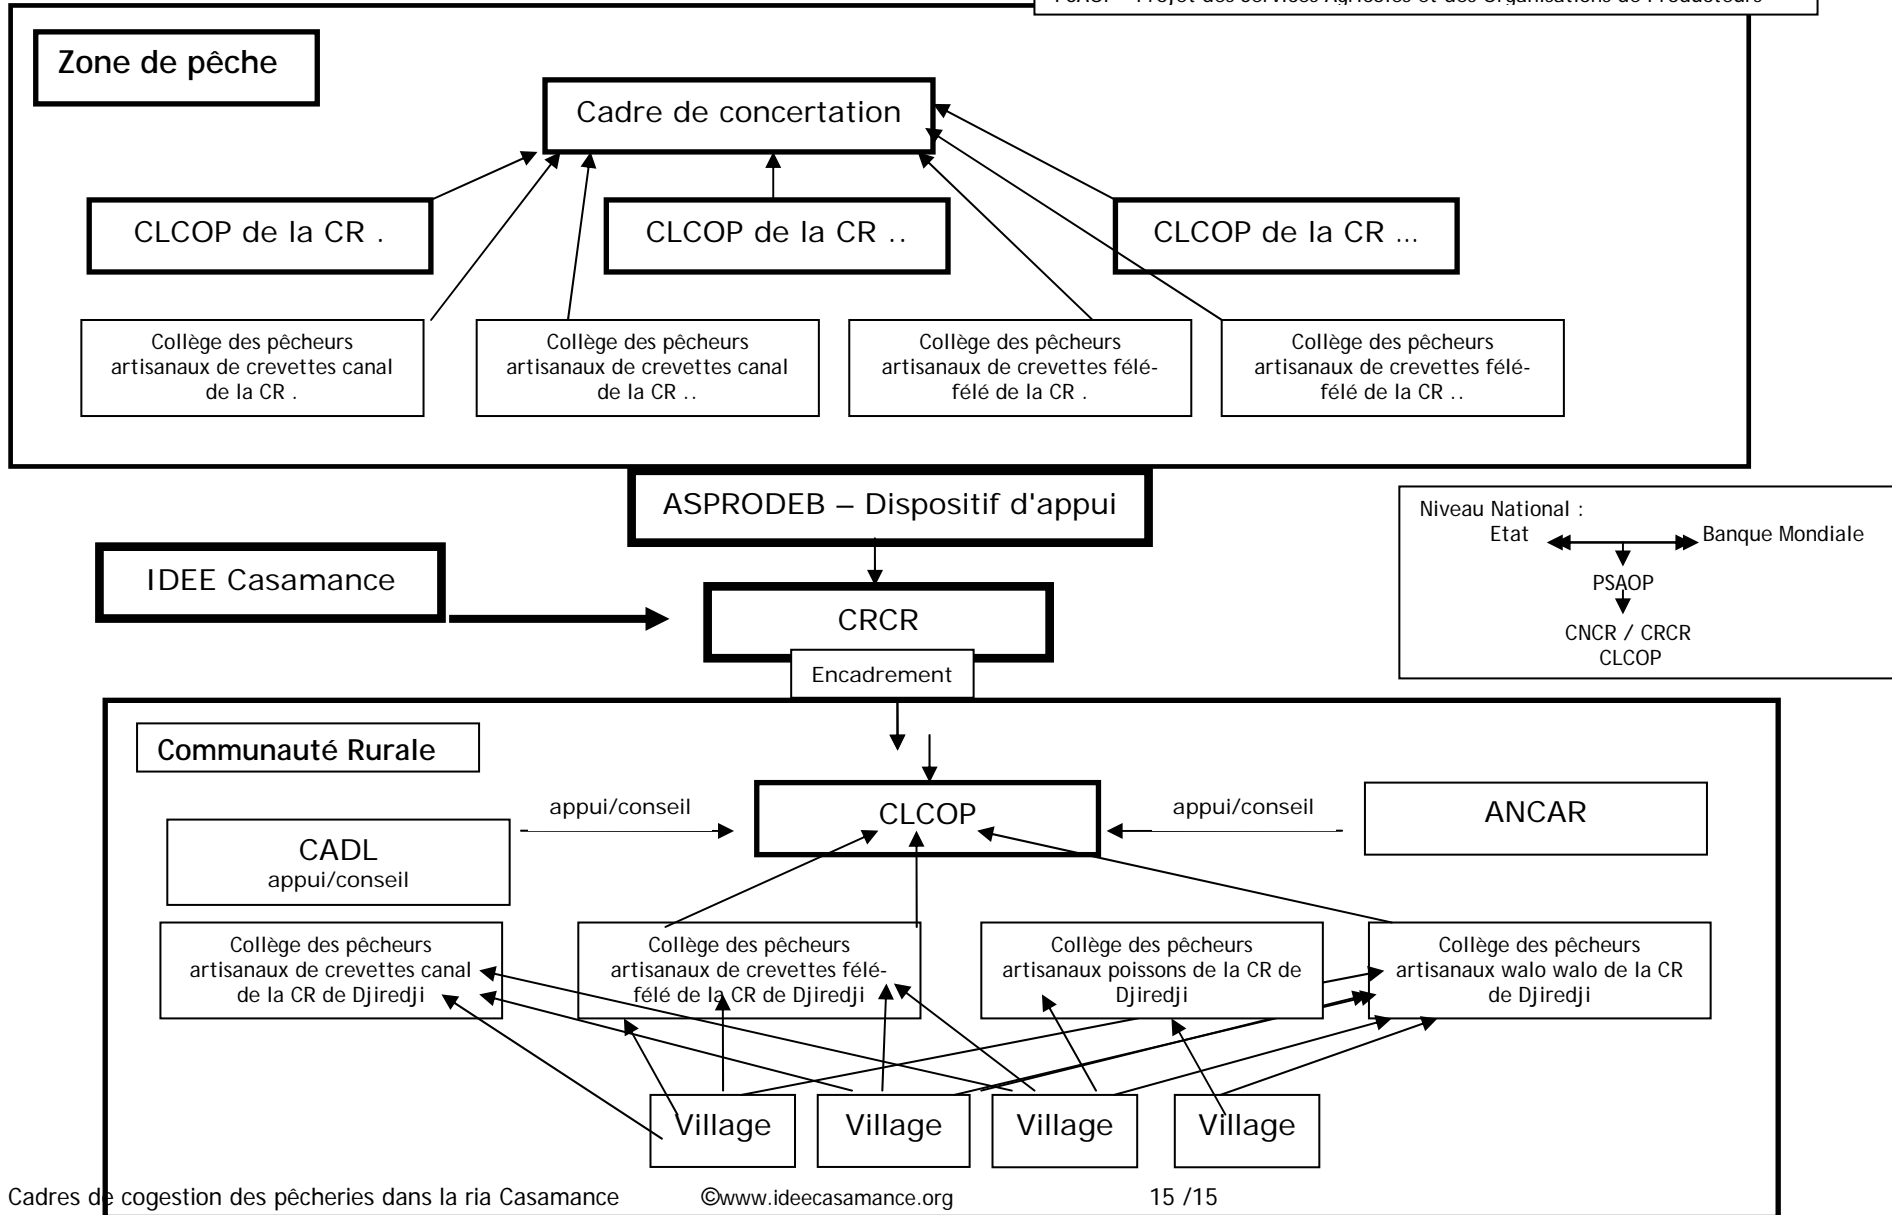 PSAOP – Projet des Services Agricoles et des Organisations de Producteurs
Zone de pêche
Cadre de concertation
CLCOP de la CR .
CLCOP de la CR ..
CLCOP de la CR ...
Collège des pêcheurs
artisanaux de crevettes canal
de la CR .
Collège des pêcheurs
artisanaux de crevettes canal
de la CR ..
Collège des pêcheurs
artisanaux de crevettes félé-
félé de la CR .
Collège des pêcheurs
artisanaux de crevettes félé-
félé de la CR ..
ASPRODEB – Dispositif d'appui
Niveau National :
Etat
Banque Mondiale
PSAOP
CNCR / CRCR
CLCOP
IDEE Casamance
CRCR
Encadrement
Communauté Rurale
appui/conseil
CLCOP
appui/conseil
ANCAR
CADL
appui/conseil
Collège des pêcheurs
artisanaux de crevettes canal
de la CR de Djiredji
Collège des pêcheurs
artisanaux de crevettes félé-
félé de la CR de Djiredji
Collège des pêcheurs
artisanaux poissons de la CR de
Djiredji
Collège des pêcheurs
artisanaux walo walo de la CR
de Djiredji
Village
Village
Village
Village
Cadres de cogestion des pêcheries dans la ria Casamance ©www.ideecasamance.org 15 /15